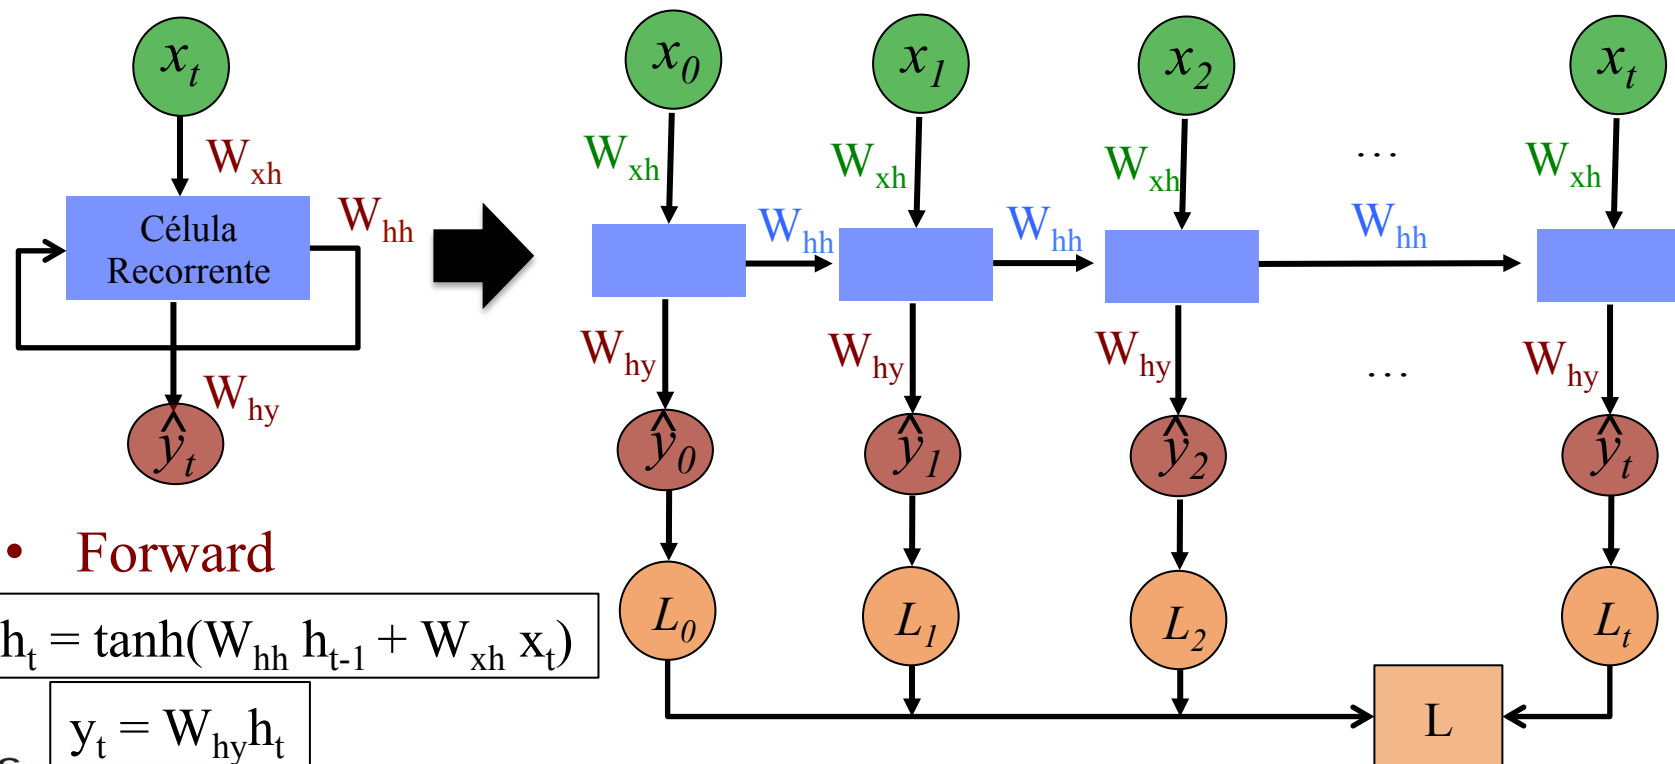 x_t
W_xh
Célula
Recorrente
W_hh
W_hy
ŷ_t
x_0 x_1 x_2 x_t
W_xh W_xh W_xh ... W_xh
W_hh W_hh W_hh
W_hy W_hy W_hy ... W_hy
ŷ_0 ŷ_1 ŷ_2 ŷ_t
L_0 L_1 L_2 L_t
L
• Forward
h_t = tanh(W_hh h_t-1 + W_xh x_t)
y_t = W_hy h_t